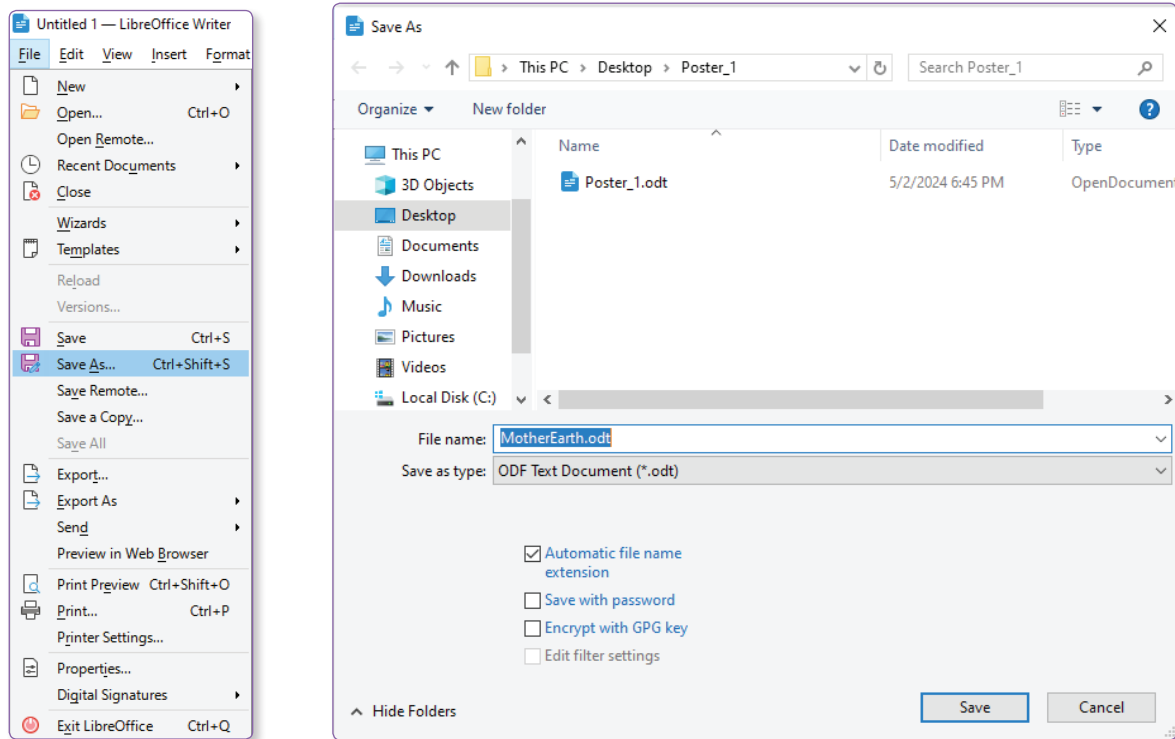 Untitled 1 — LibreOffice Writer
File Edit View Insert Format
New
Open... Ctrl+O
Open Remote...
Recent Documents
Close
Wizards
Templates
Reload
Versions...
Save Ctrl+S
Save As... Ctrl+Shift+S
Save Remote...
Save a Copy...
Save All
Export...
Export As
Send
Preview in Web Browser
Print Preview Ctrl+Shift+O
Print... Ctrl+P
Printer Settings...
Properties...
Digital Signatures
Exit LibreOffice Ctrl+Q
Save As
This PC > Desktop > Poster_1
Search Poster_1
Organize New folder
?
This PC
3D Objects
Desktop
Documents
Downloads
Music
Pictures
Videos
Local Disk (C:)
Name Date modified Type
Poster_1.odt 5/2/2024 6:45 PM OpenDocument
File name: MotherEarth.odt
Save as type: ODF Text Document (*.odt)
Automatic file name
extension
Save with password
Encrypt with GPG key
Edit filter settings
Hide Folders
Save Cancel